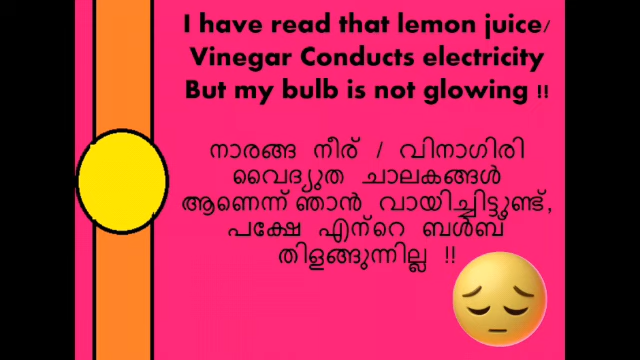 I have read that lemon juice/
Vinegar Conducts electricity
But my bulb is not glowing !!
നാരങ്ങ നീര് / വിനാഗിരി
വൈദ്യുത ചാലകങ്ങൾ
ആണെന്ന് ഞാൻ വായിച്ചിട്ടുണ്ട്,
പക്ഷേ എന്റെ ബൾബ്
തിളങ്ങുന്നില്ല !!